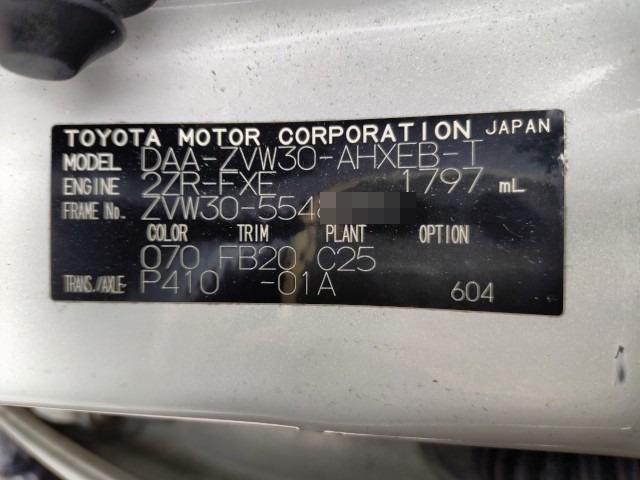 TOYOTA MOTOR CORPORATION JAPAN
MODEL DAA-ZVW30-AHXEB-T
ENGINE 2ZR-FXE 1797 mL
FRAME No. ZVW30-5548
COLOR TRIM PLANT OPTION
070 FB20 C25
TRANS./AXLE P410 -01A 604